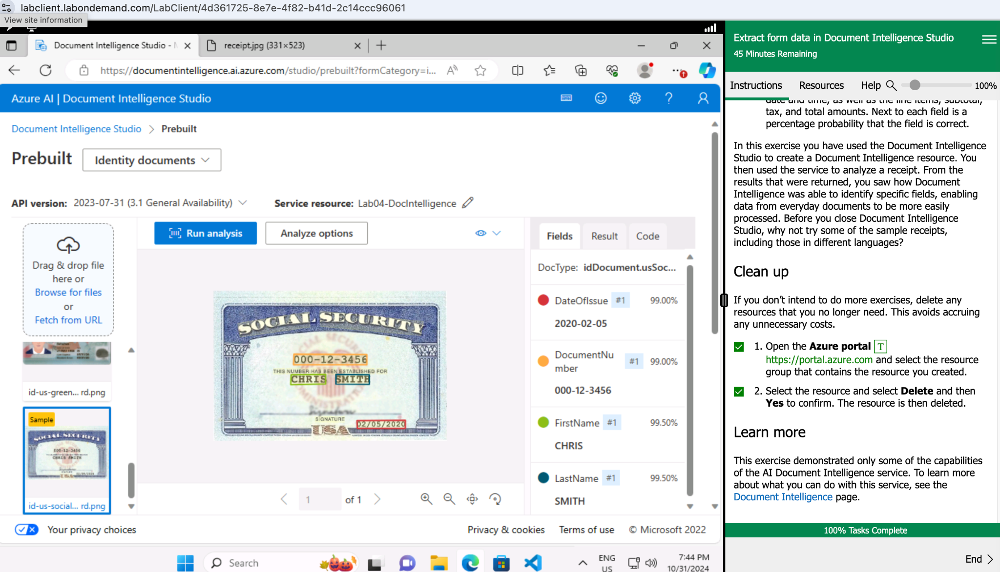 labclient.labondemand.com/LabClient/4d361725-8e7e-4f82-b41d-2c14ccc96061
View site information
Document Intelligence Studio -
receipt.jpg (331×523)
https://documentintelligence.ai.azure.com/studio/prebuilt?formCategory=i...
Azure AI | Document Intelligence Studio
Document Intelligence Studio > Prebuilt
Prebuilt
Identity documents
API version: 2023-07-31 (3.1 General Availability)
Service resource: Lab04-DocIntelligence
Drag & drop file
here or
Browse for files
or
Fetch from URL
id-us-green... rd.png
Sample
SOCIAL SECURITY
000-12-3456
CHRIS SMITH
id-us-social... rd.png
Run analysis
Analyze options
SOCIAL SECURITY
000-12-3456
THIS NUMBER HAS BEEN ESTABLISHED FOR
CHRIS SMITH
SIGNATURE
02/05/2020
USA
1 of 1
Fields
Result
Code
DocType: idDocument.usSoc...
DateOfIssue #1 99.00%
2020-02-05
DocumentNu
mber
#1 99.00%
000-12-3456
FirstName #1 99.50%
CHRIS
LastName #1 99.50%
SMITH
Your privacy choices
Privacy & cookies
Terms of use
© Microsoft 2022
Search
ENG
US
7:44 PM
10/31/2024
Extract form data in Document Intelligence Studio
45 Minutes Remaining
Instructions
Resources
Help
100%
date and time, as well as the line items, subtotal,
tax, and total amounts. Next to each field is a
percentage probability that the field is correct.
In this exercise you have used the Document Intelligence
Studio to create a Document Intelligence resource. You
then used the service to analyze a receipt. From the
results that were returned, you saw how Document
Intelligence was able to identify specific fields, enabling
data from everyday documents to be more easily
processed. Before you close Document Intelligence
Studio, why not try some of the sample receipts,
including those in different languages?
Clean up
If you don’t intend to do more exercises, delete any
resources that you no longer need. This avoids accruing
any unnecessary costs.
1. Open the Azure portal T
https://portal.azure.com and select the resource
group that contains the resource you created.
2. Select the resource and select Delete and then
Yes to confirm. The resource is then deleted.
Learn more
This exercise demonstrated only some of the capabilities
of the AI Document Intelligence service. To learn more
about what you can do with this service, see the
Document Intelligence page.
100% Tasks Complete
End